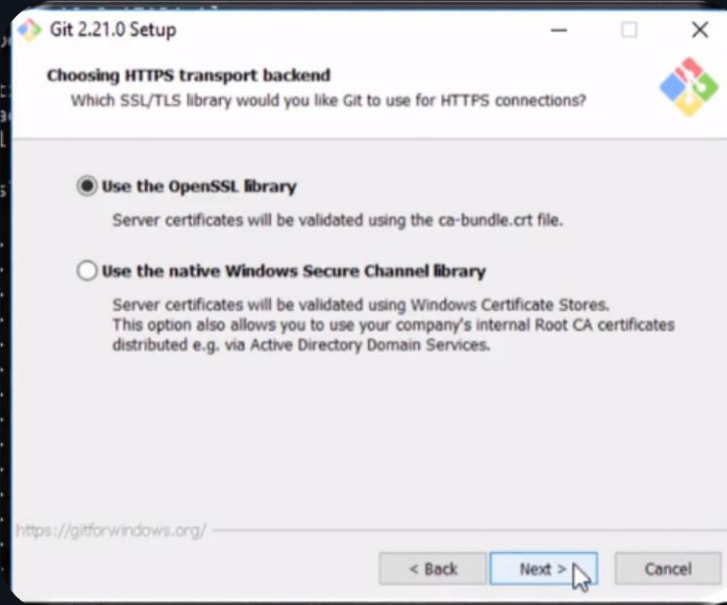 Git 2.21.0 Setup
Choosing HTTPS transport backend
Which SSL/TLS library would you like Git to use for HTTPS connections?
Use the OpenSSL library
Server certificates will be validated using the ca-bundle.crt file.
Use the native Windows Secure Channel library
Server certificates will be validated using Windows Certificate Stores.
This option also allows you to use your company's internal Root CA certificates
distributed e.g. via Active Directory Domain Services.
https://gitforwindows.org/
< Back Next > Cancel